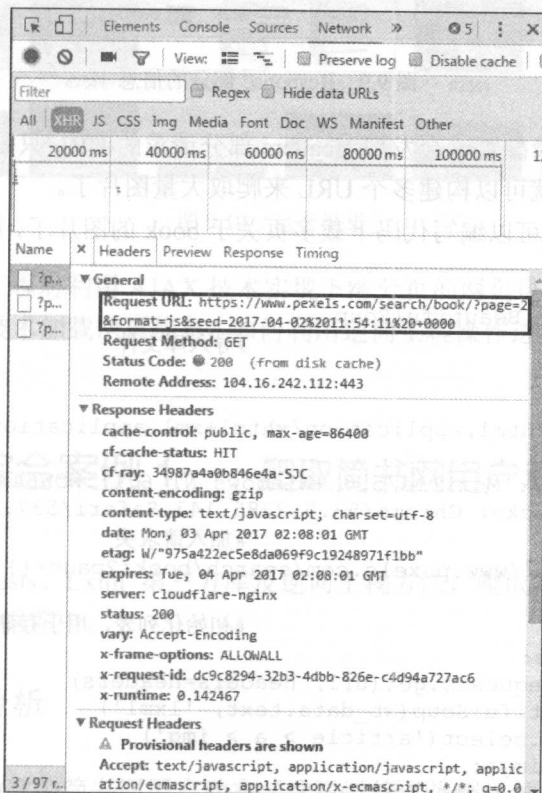 Elements Console Sources Network » 5
View: Preserve log Disable cache
Filter Regex Hide data URLs
All XHR JS CSS Img Media Font Doc WS Manifest Other
20000 ms 40000 ms 60000 ms 80000 ms 100000 ms
Name × Headers Preview Response Timing
?p...
?p...
?p...
▼ General
Request URL: https://www.pexels.com/search/book/?page=2
&format=js&seed=2017-04-02%2011:54:11%20+0000
Request Method: GET
Status Code: 200 (from disk cache)
Remote Address: 104.16.242.112:443
▼ Response Headers
cache-control: public, max-age=86400
cf-cache-status: HIT
cf-ray: 34987a4a0b846e4a-SJC
content-encoding: gzip
content-type: text/javascript; charset=utf-8
date: Mon, 03 Apr 2017 02:08:01 GMT
etag: W/"975a422ec5e8da069f9c19248971f1bb"
expires: Tue, 04 Apr 2017 02:08:01 GMT
server: cloudflare-nginx
status: 200
vary: Accept-Encoding
x-frame-options: ALLOWALL
x-request-id: dc9c8294-32b3-4dbb-826e-c4d94a727ac6
x-runtime: 0.142467
▼ Request Headers
⚠ Provisional headers are shown
Accept: text/javascript, application/javascript, applic
ation/ecmascript, application/x-ecmascript, */*; q=0.0
3 / 97 r...